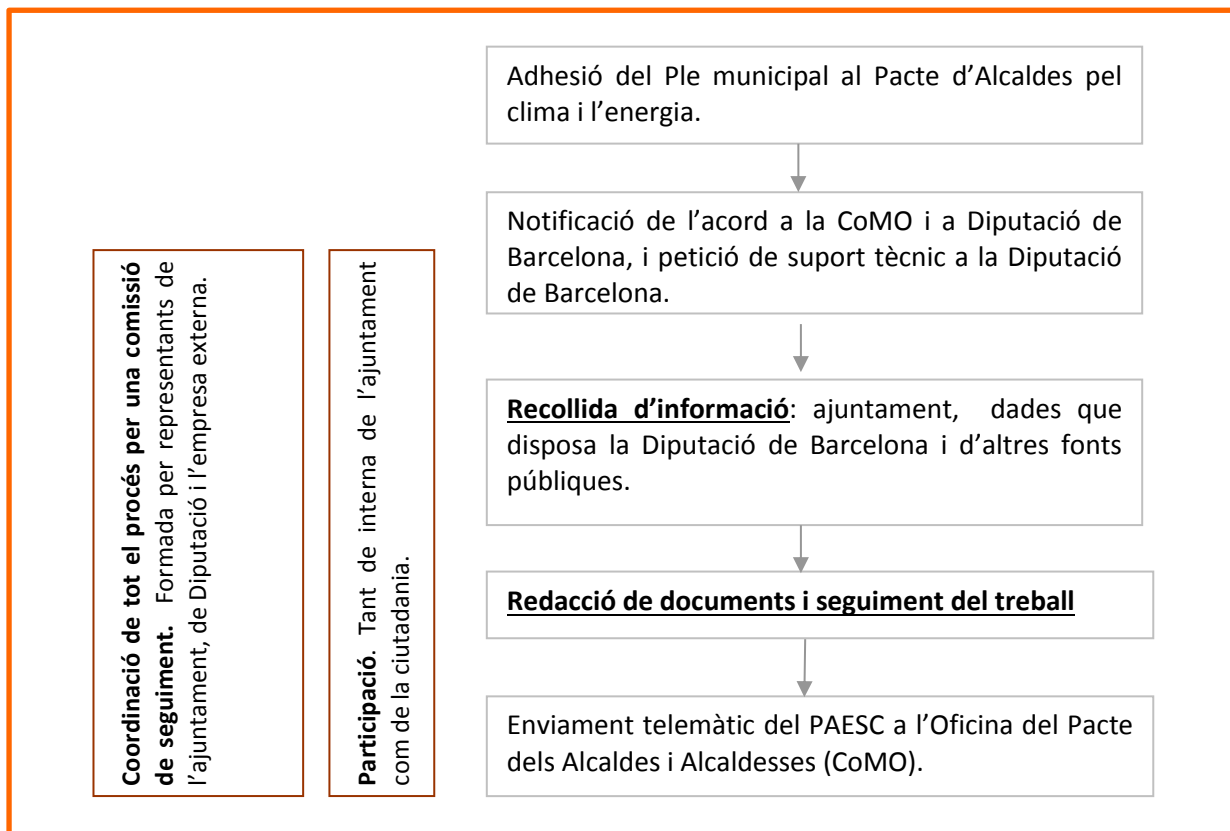 Adhesió del Ple municipal al Pacte d’Alcaldes pel
clima i l’energia.
Notificació de l’acord a la CoMO i a Diputació de
Barcelona, i petició de suport tècnic a la Diputació
de Barcelona.
Recollida d’informació: ajuntament, dades que
disposa la Diputació de Barcelona i d’altres fonts
públiques.
Redacció de documents i seguiment del treball
Enviament telemàtic del PAESC a l’Oficina del Pacte
dels Alcaldes i Alcaldesses (CoMO).
Coordinació de tot el procés per una comissió
de seguiment. Formada per representants de
l’ajuntament, de Diputació i l’empresa externa.
Participació. Tant de interna de l’ajuntament
com de la ciutadania.